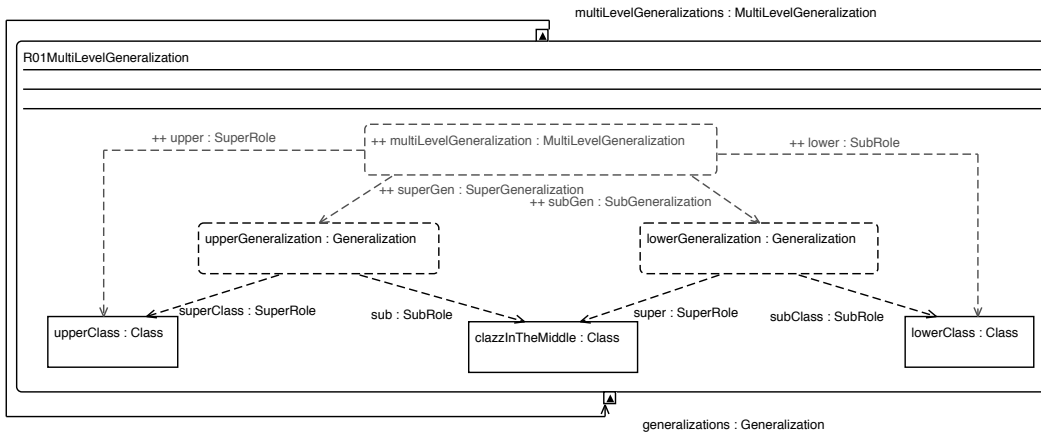 multiLevelGeneralizations : MultiLevelGeneralization
R01MultiLevelGeneralization
++ upper : SuperRole
++ multiLevelGeneralization : MultiLevelGeneralization
++ lower : SubRole
++ superGen : SuperGeneralization
++ subGen : SubGeneralization
upperGeneralization : Generalization
lowerGeneralization : Generalization
superClass : SuperRole
sub : SubRole
super : SuperRole
subClass : SubRole
upperClass : Class
clazzInTheMiddle : Class
lowerClass : Class
generalizations : Generalization